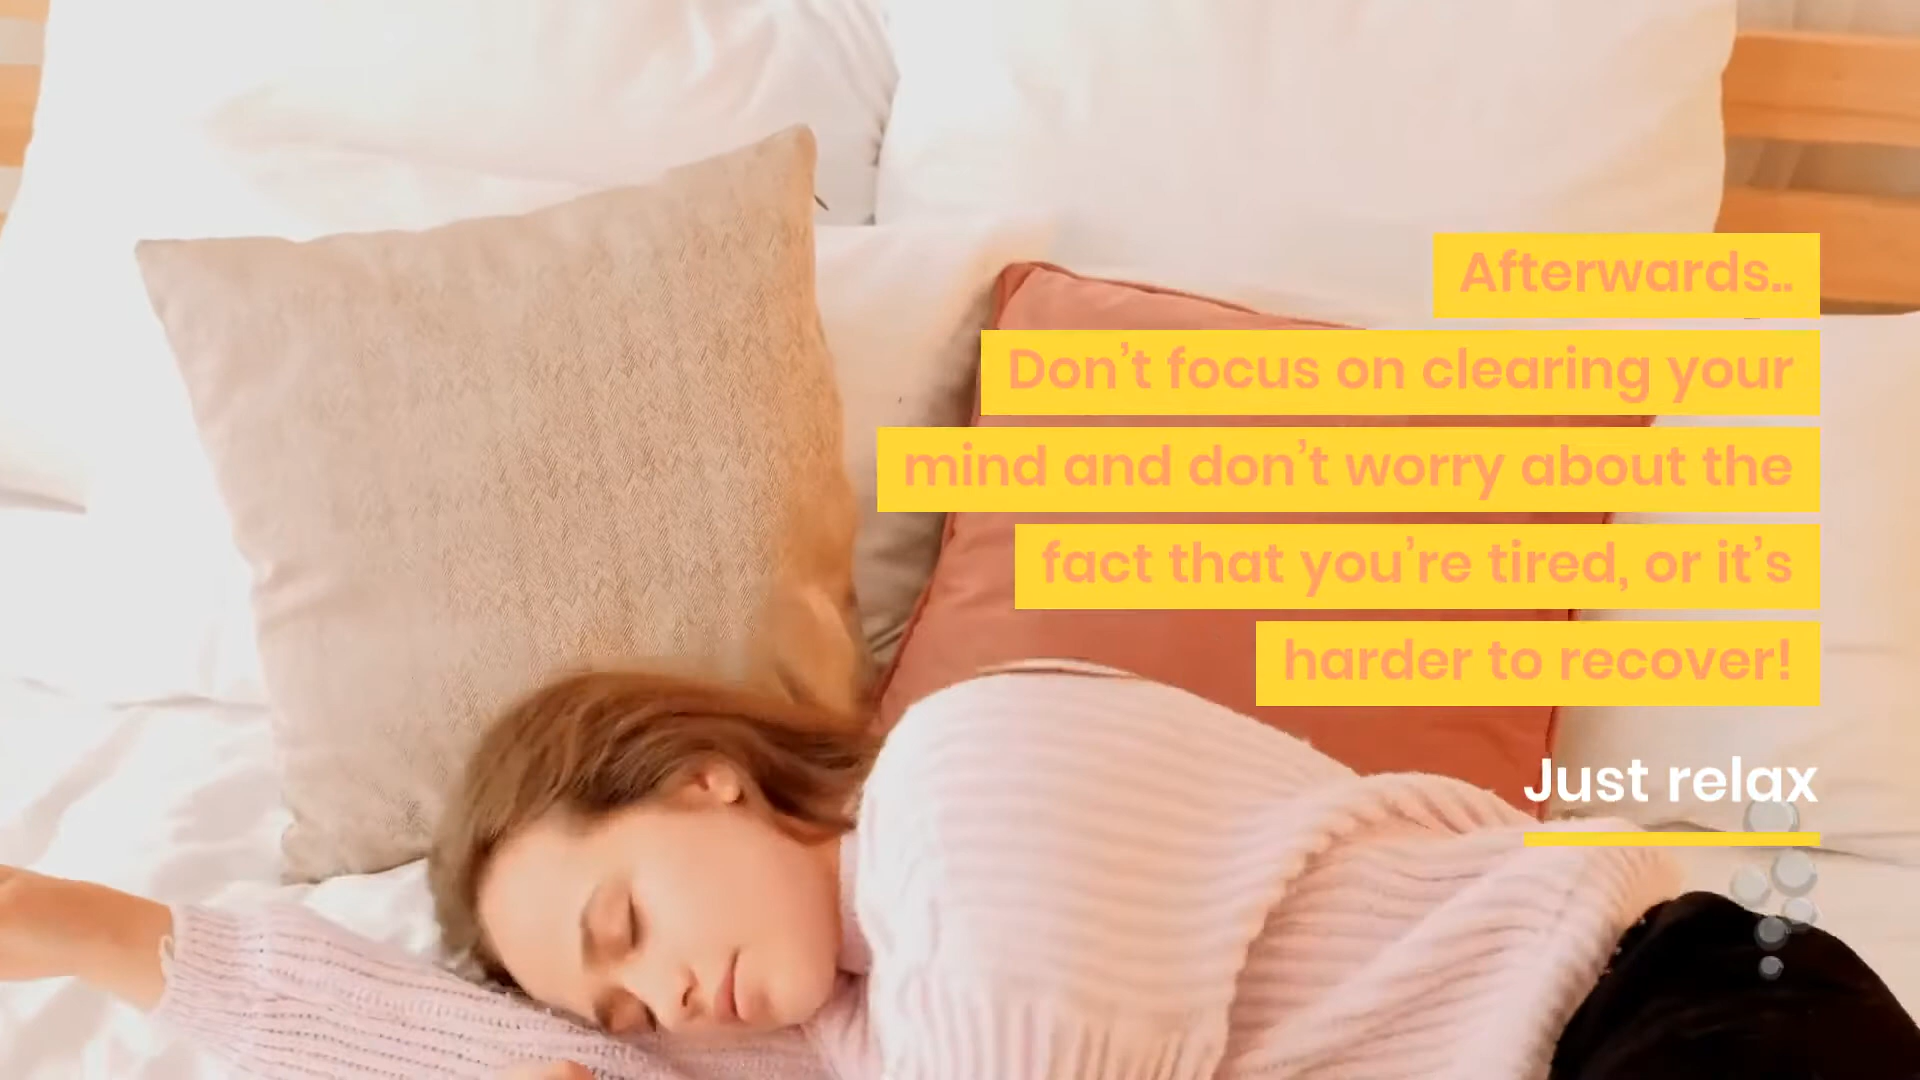 Afterwards..
Don’t focus on clearing your
mind and don’t worry about the
fact that you’re tired, or it’s
harder to recover!
Just relax